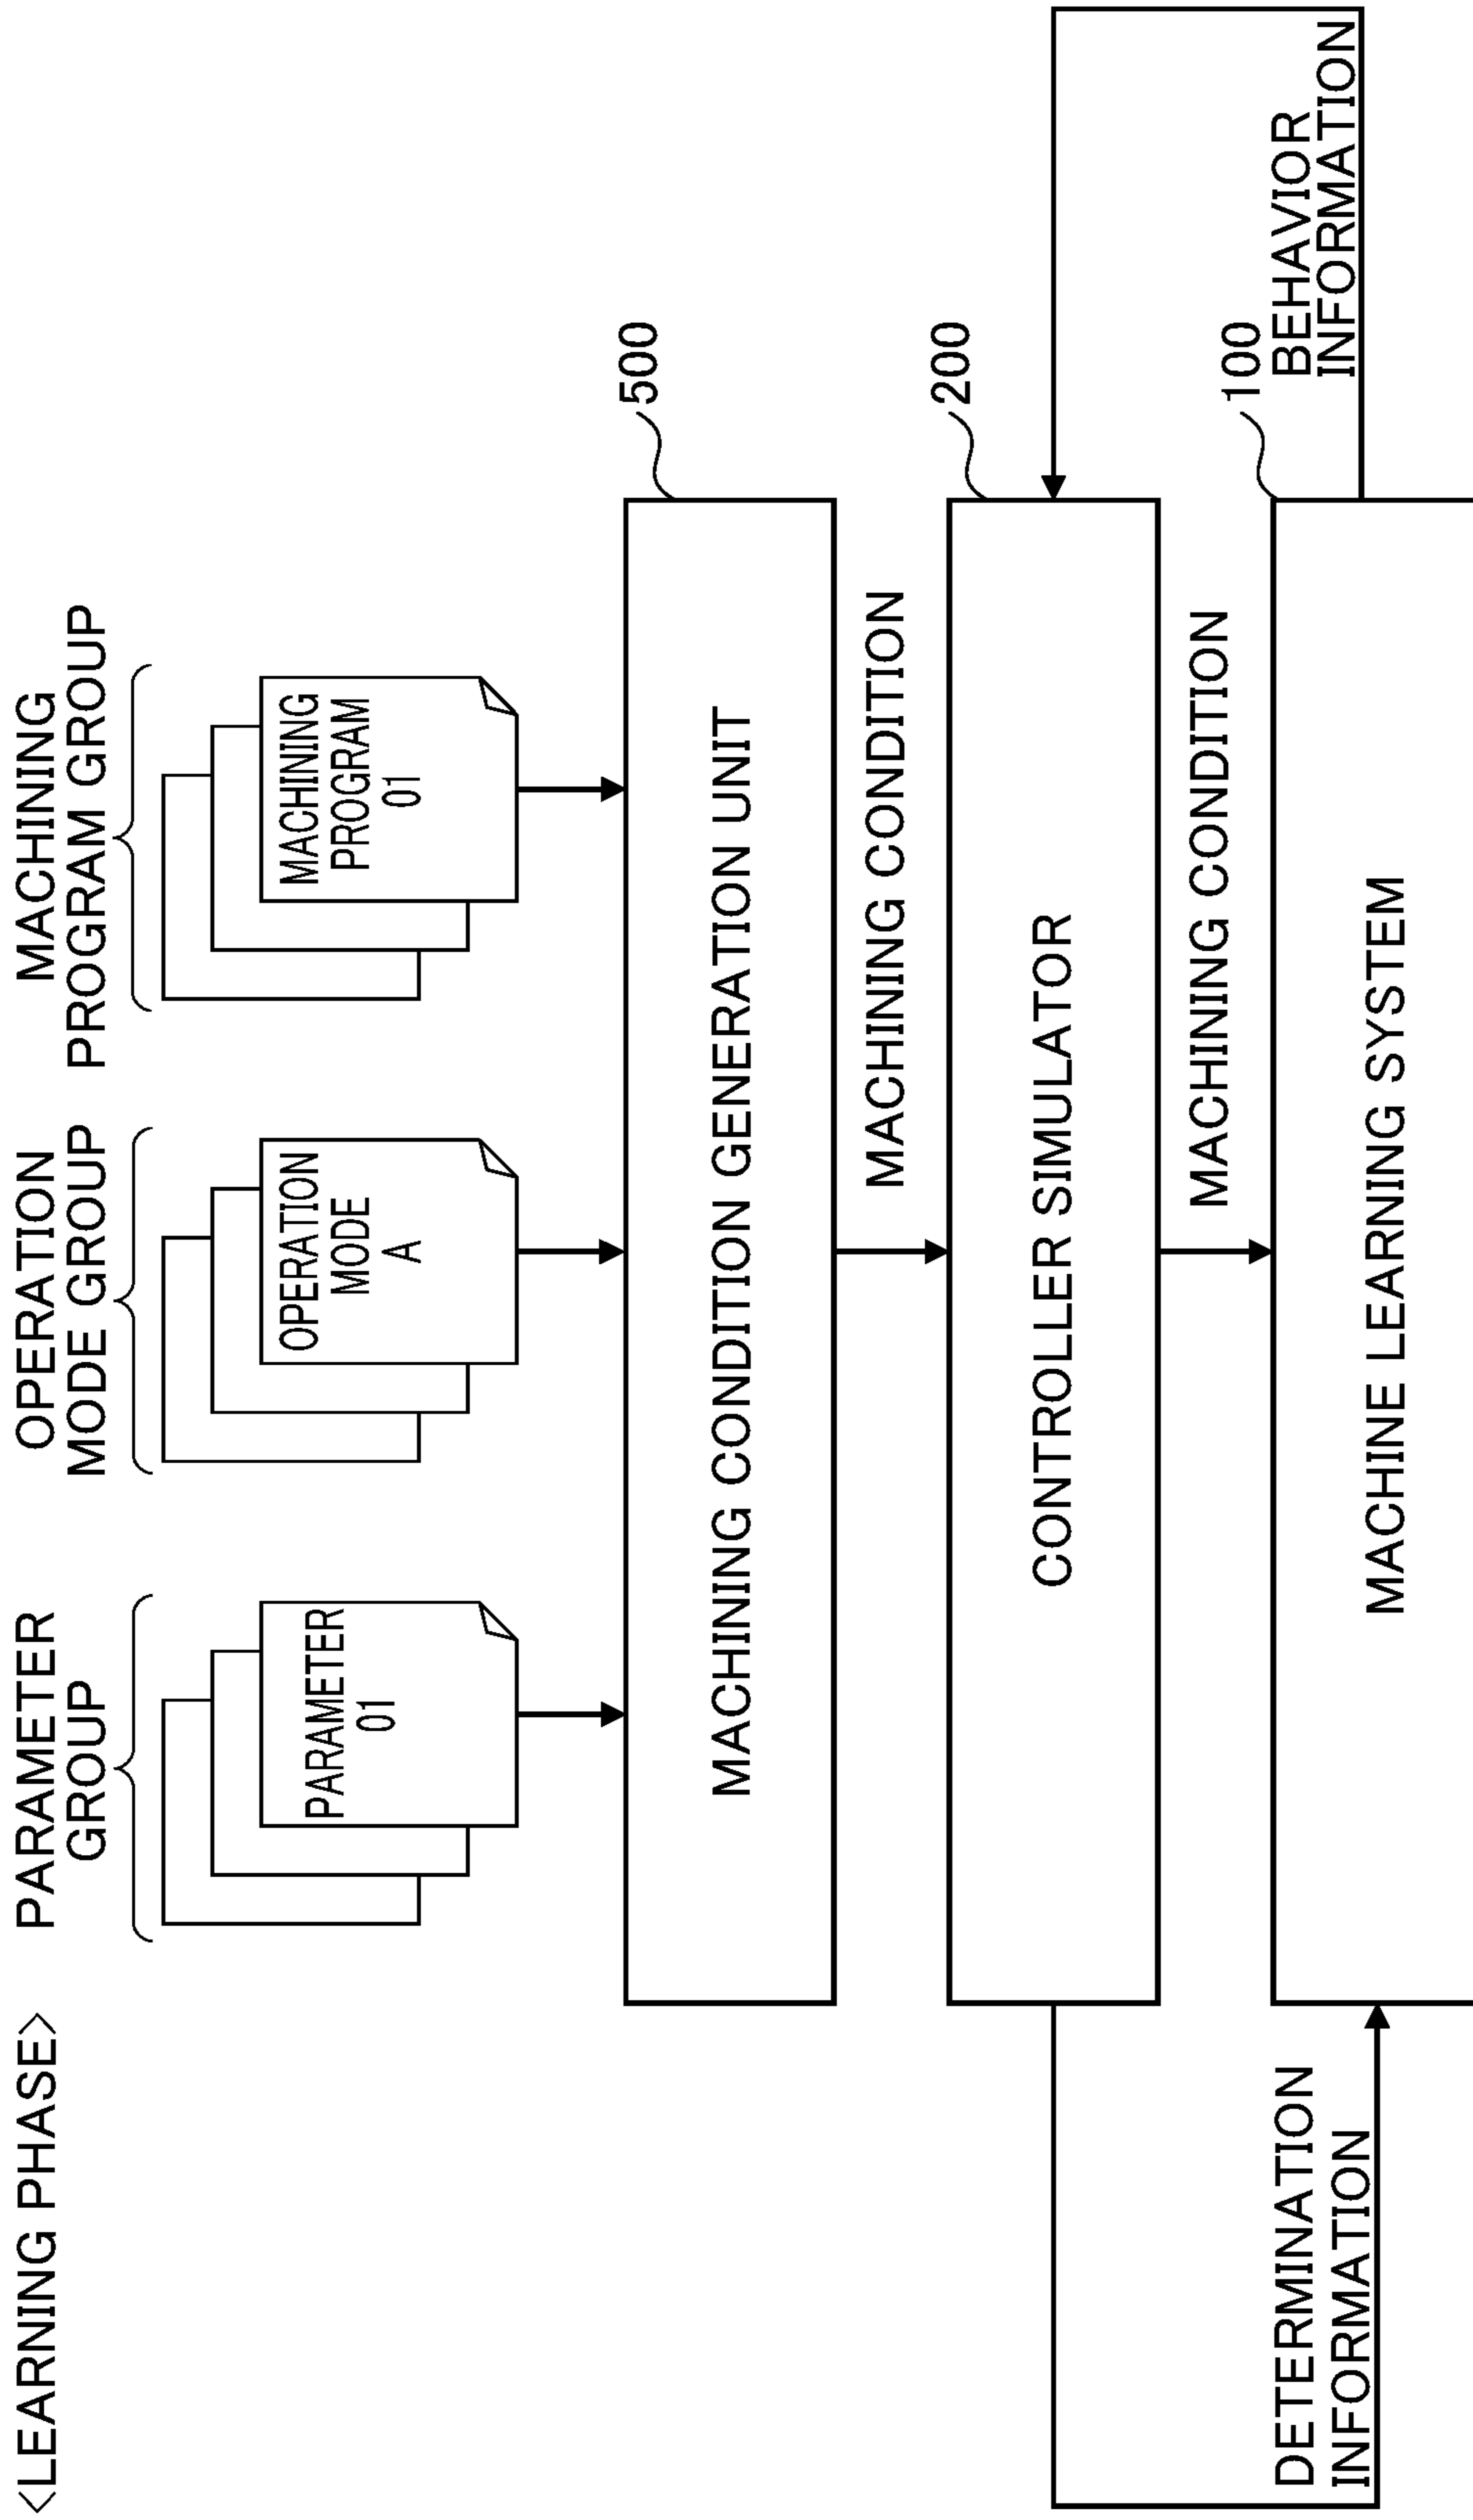 <LEARNING PHASE>
PARAMETER
GROUP
OPERATION
MODE GROUP
MACHINING
PROGRAM GROUP
PARAMETER
01
OPERATION
MODE
A
MACHINING
PROGRAM
01
500
MACHINING CONDITION GENERATION UNIT
MACHINING CONDITION
200
CONTROLLER SIMULATOR
MACHINING CONDITION
100
DETERMINATION
INFORMATION
BEHAVIOR
INFORMATION
MACHINE LEARNING SYSTEM